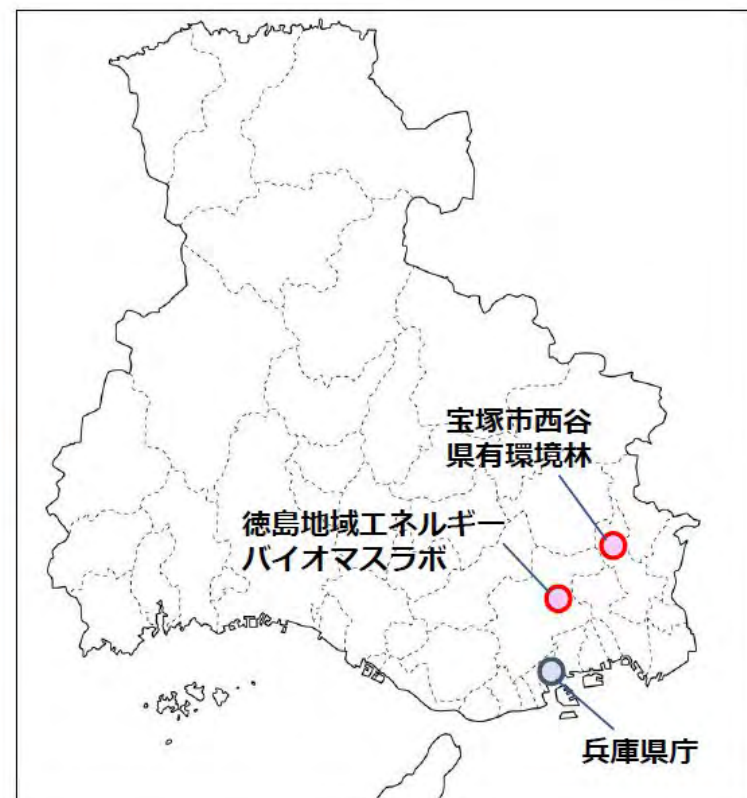 宝塚市西谷
県有環境林
徳島地域エネルギー
バイオマスラボ
兵庫県庁